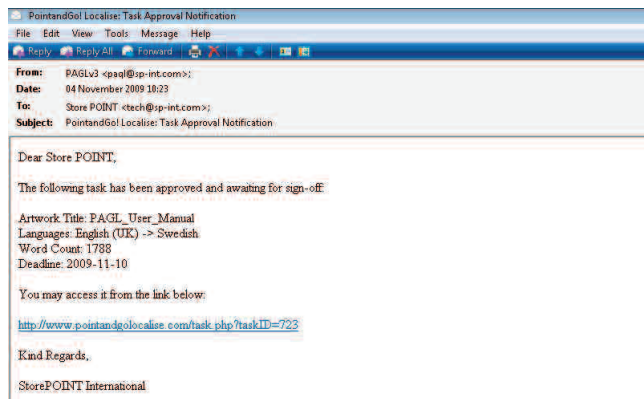 PointandGo! Localise: Task Approval Notification
File Edit View Tools Message Help
Reply Reply All Forward
From: PAGLv3 <paql@sp-int.com>;
Date: 04 November 2009 10:23
To: Store POINT <tech@sp-int.com>;
Subject: PointandGo! Localise: Task Approval Notification
Dear Store POINT,
The following task has been approved and awaiting for sign-off:
Artwork Title: PAGL_User_Manual
Languages: English (UK) -> Swedish
Word Count: 1788
Deadline: 2009-11-10
You may access it from the link below:
http://www.pointandgolocalise.com/task.php?taskID=723
Kind Regards,
StorePOINT International